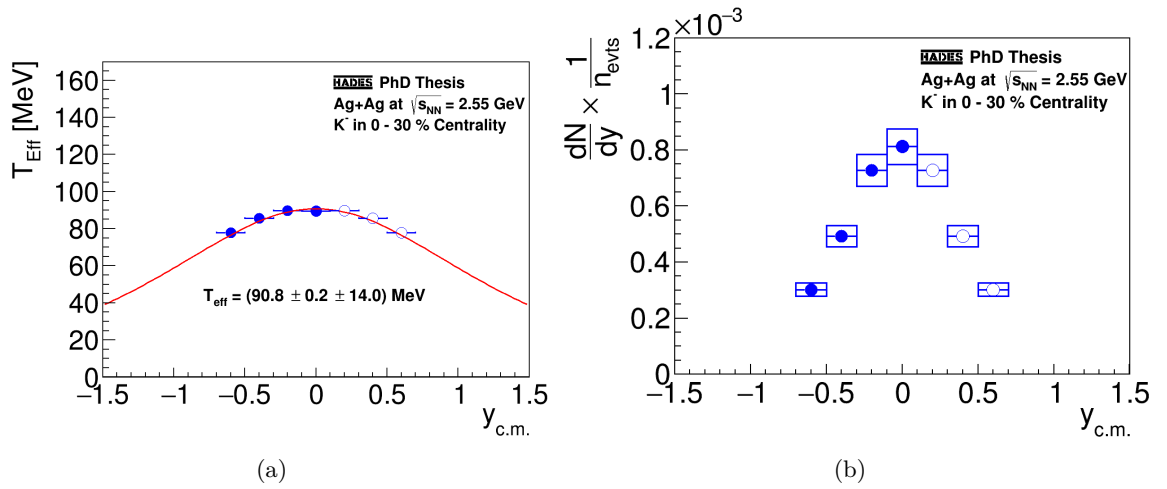 T_Eff [MeV]
160
140
120
100
80
60
40
20
0
HADES PhD Thesis
Ag+Ag at √s_NN = 2.55 GeV
K⁻ in 0 - 30 % Centrality
T_eff = (90.8 ± 0.2 ± 14.0) MeV
−1.5 −1 −0.5 0 0.5 1 1.5
y_c.m.
(a)
dN/dy × 1/n_evts
×10⁻³
1.2
1
0.8
0.6
0.4
0.2
0
HADES PhD Thesis
Ag+Ag at √s_NN = 2.55 GeV
K⁻ in 0 - 30 % Centrality
−1.5 −1 −0.5 0 0.5 1 1.5
y_c.m.
(b)